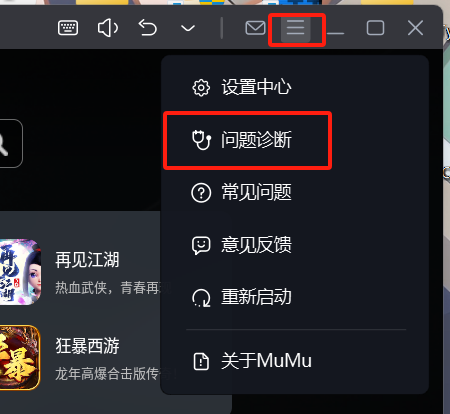 设置中心
问题诊断
常见问题
再见江湖
意见反馈
热血武侠，青春再
重新启动
狂暴西游
龙年高爆合击版传
关于MuMu